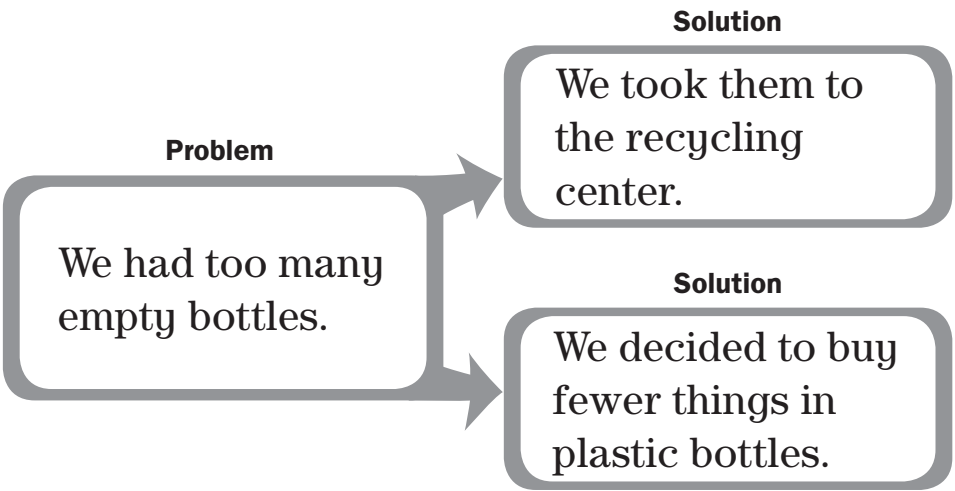 Problem
We had too many
empty bottles.
Solution
We took them to
the recycling
center.
Solution
We decided to buy
fewer things in
plastic bottles.